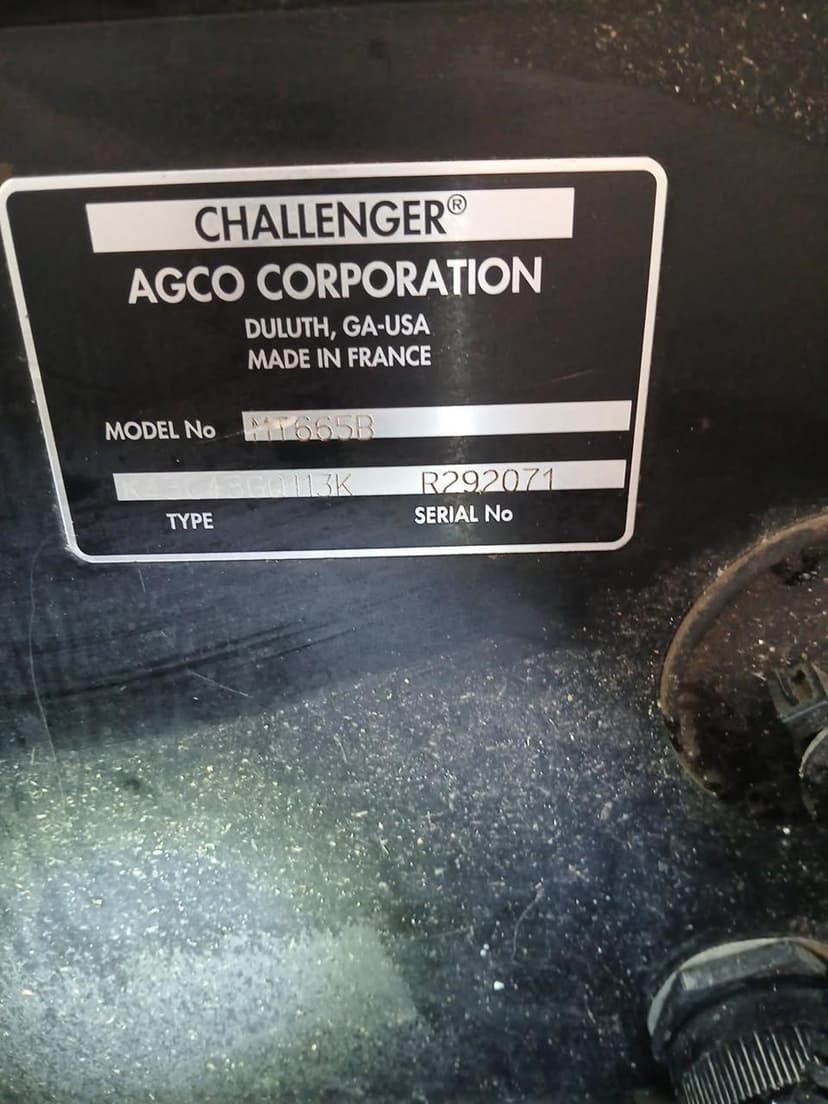 CHALLENGER®
AGCO CORPORATION
DULUTH, GA-USA
MADE IN FRANCE
MODEL No MT665B
R292071
TYPE SERIAL No